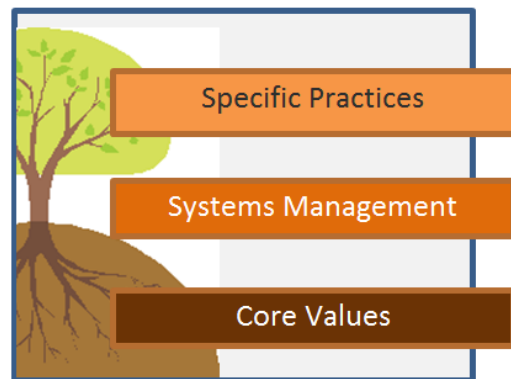 Specific Practices
Systems Management
Core Values